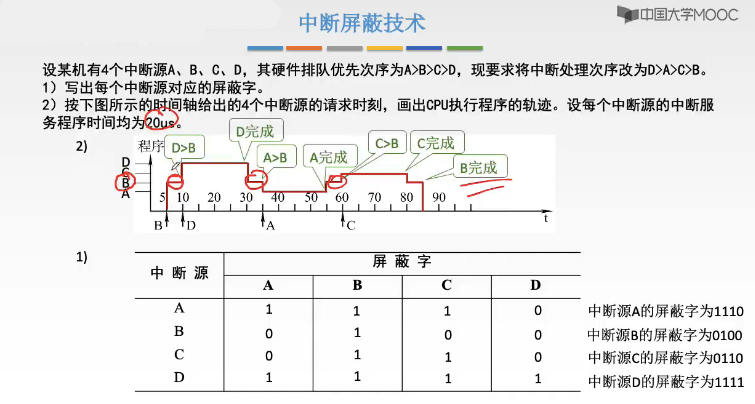 中断屏蔽技术
中国大学MOOC
设某机有4个中断源A、B、C、D，其硬件排队优先次序为A>B>C>D，现要求将中断处理次序改为D>A>C>B。
1）写出每个中断源对应的屏蔽字。
2）按下图所示的时间轴给出的4个中断源的请求时刻，画出CPU执行程序的轨迹。设每个中断源的中断服
务程序时间均为20us。
2)
程序
D>B
D完成
A>B
A完成
C>B
C完成
B完成
D
C
B
A
5 10 20 30 40 50 60 70 80 90
t
B D A C
1)
中断源 屏蔽字
A B C D
A 1 1 1 0 中断源A的屏蔽字为1110
B 0 1 0 0 中断源B的屏蔽字为0100
C 0 1 1 0 中断源C的屏蔽字为0110
D 1 1 1 1 中断源D的屏蔽字为1111